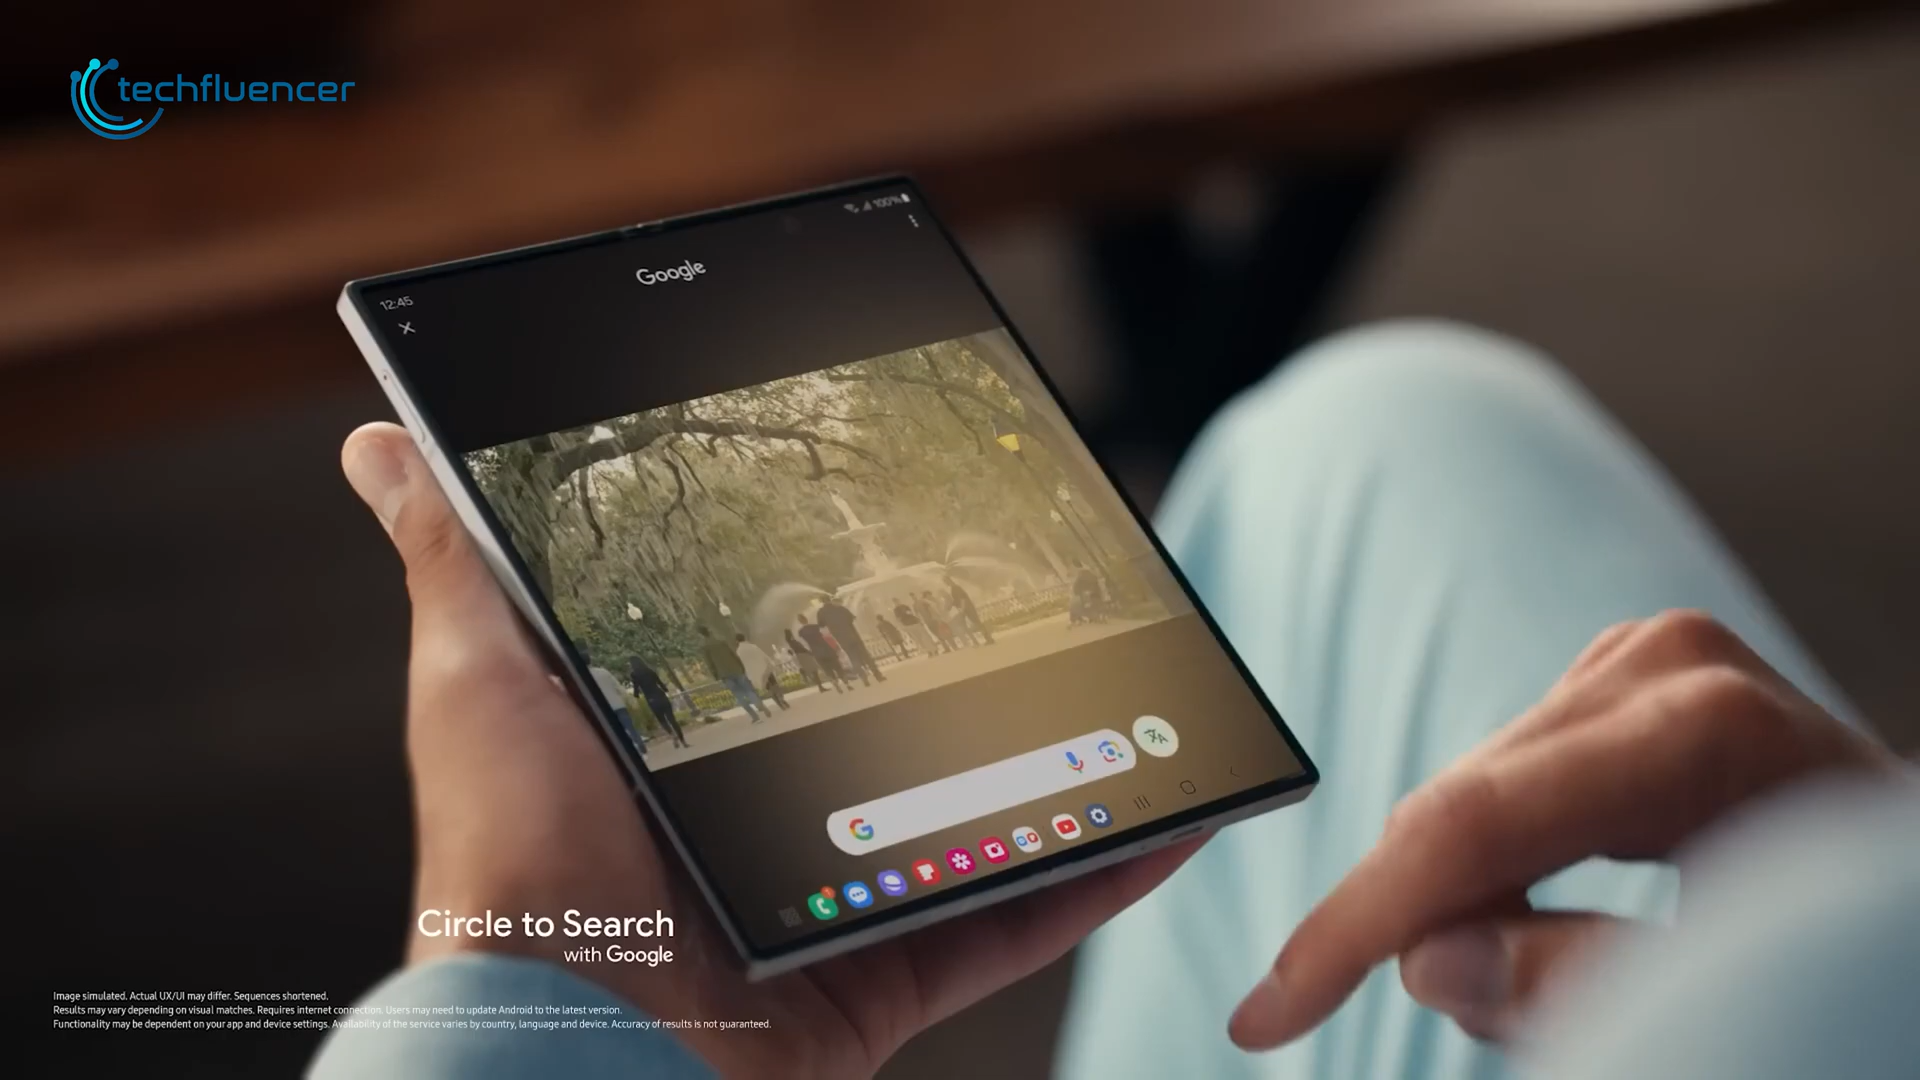 techfluencer
100%
Google
12:45
Circle to Search
with Google
Image simulated. Actual UX/UI may differ. Sequences shortened.
Results may vary depending on visual matches. Requires internet connection. Users may need to update Android to the latest version.
Functionality may be dependent on your app and device settings. Availability of the service varies by country, language and device. Accuracy of results is not guaranteed.